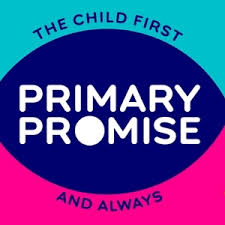 THE CHILD FIRST
PRIMARY
PROMISE
AND ALWAYS